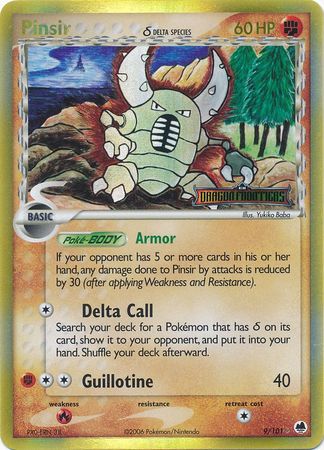 Pinsir
δ DELTA SPECIES
60 HP
DRAGON FRONTIERS
Illus. Yukiko Baba
BASIC
Poké-BODY Armor
If your opponent has 5 or more cards in his or her
hand, any damage done to Pinsir by attacks is reduced
by 30 (after applying Weakness and Resistance).
Delta Call
Search your deck for a Pokémon that has δ on its
card, show it to your opponent, and put it into your
hand. Shuffle your deck afterward.
Guillotine 40
weakness resistance retreat cost
©2006 Pokémon/Nintendo 9/101